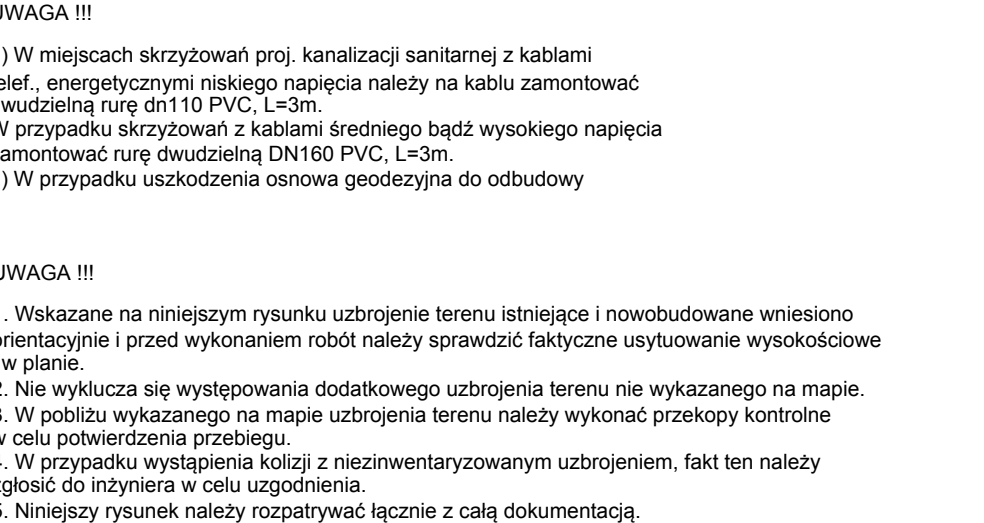 UWAGA !!!
) W miejscach skrzyżowań proj. kanalizacji sanitarnej z kablami
elef., energetycznymi niskiego napięcia należy na kablu zamontować
wudzielną rurę dn110 PVC, L=3m.
W przypadku skrzyżowań z kablami średniego bądź wysokiego napięcia
amontować rurę dwudzielną DN160 PVC, L=3m.
) W przypadku uszkodzenia osnowa geodezyjna do odbudowy
UWAGA !!!
. Wskazane na niniejszym rysunku uzbrojenie terenu istniejące i nowobudowane wniesiono
orientacyjnie i przed wykonaniem robót należy sprawdzić faktyczne usytuowanie wysokościowe
w planie.
2. Nie wyklucza się występowania dodatkowego uzbrojenia terenu nie wykazanego na mapie.
3. W pobliżu wykazanego na mapie uzbrojenia terenu należy wykonać przekopy kontrolne
w celu potwierdzenia przebiegu.
. W przypadku wystąpienia kolizji z niezinwentaryzowanym uzbrojeniem, fakt ten należy
zgłosić do inżyniera w celu uzgodnienia.
5. Niniejszy rysunek należy rozpatrywać łącznie z całą dokumentacją.